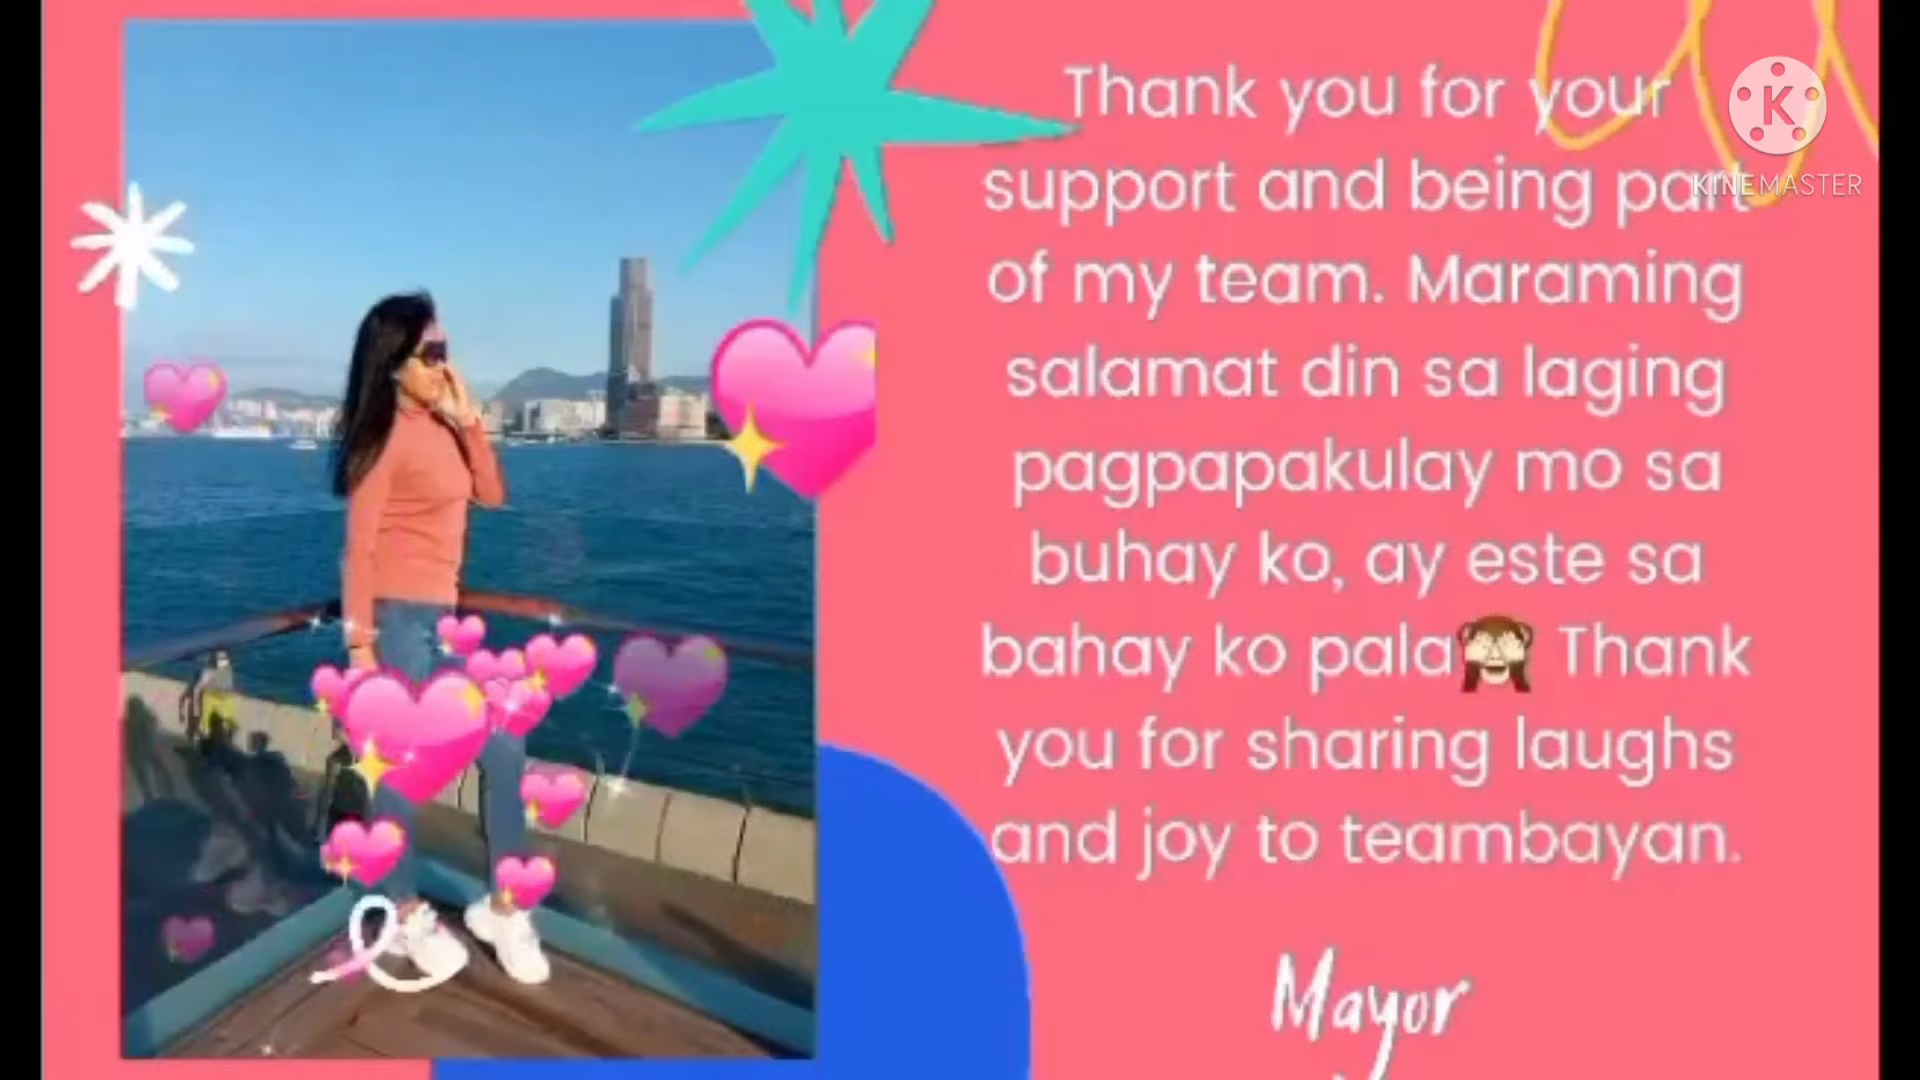 Thank you for your
support and being part
of my team. Maraming
salamat din sa laging
pagpapakulay mo sa
buhay ko, ay este sa
bahay ko pala🙈 Thank
you for sharing laughs
and joy to teambayan.
Mayor
K
KINEMASTER